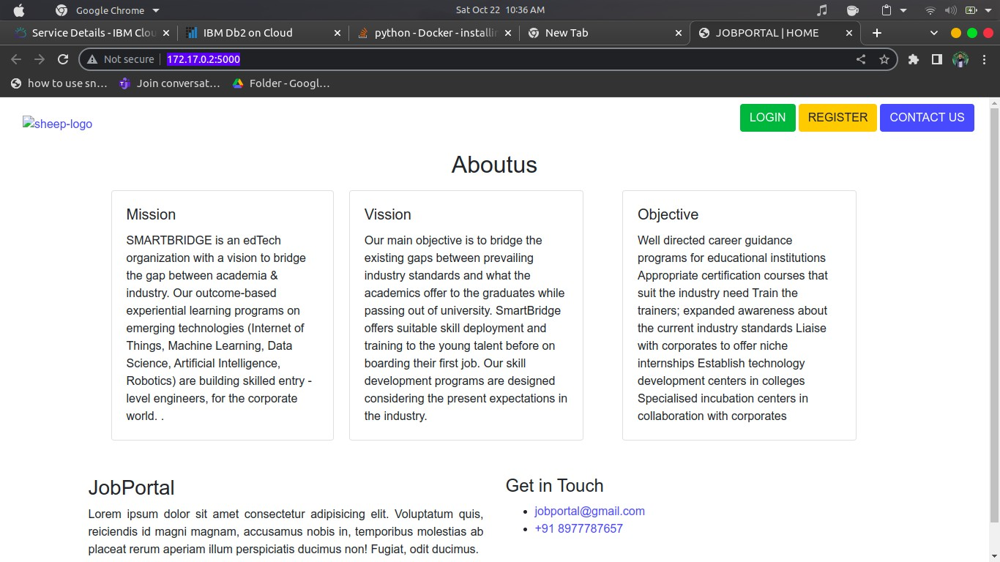 Google Chrome
Sat Oct 22 10:36 AM
Service Details - IBM Clou
IBM Db2 on Cloud
python - Docker - installin
New Tab
JOBPORTAL | HOME
Not secure
172.17.0.2:5000
how to use sn...
Join conversat...
Folder - Googl...
sheep-logo
LOGIN
REGISTER
CONTACT US
Aboutus
Mission
SMARTBRIDGE is an edTech
organization with a vision to bridge
the gap between academia &
industry. Our outcome-based
experiential learning programs on
emerging technologies (Internet of
Things, Machine Learning, Data
Science, Artificial Intelligence,
Robotics) are building skilled entry -
level engineers, for the corporate
world. .
Vission
Our main objective is to bridge the
existing gaps between prevailing
industry standards and what the
academics offer to the graduates while
passing out of university. SmartBridge
offers suitable skill deployment and
training to the young talent before on
boarding their first job. Our skill
development programs are designed
considering the present expectations in
the industry.
Objective
Well directed career guidance
programs for educational institutions
Appropriate certification courses that
suit the industry need Train the
trainers; expanded awareness about
the current industry standards Liaise
with corporates to offer niche
internships Establish technology
development centers in colleges
Specialised incubation centers in
collaboration with corporates
JobPortal
Lorem ipsum dolor sit amet consectetur adipisicing elit. Voluptatum quis,
reiciendis id magni magnam, accusamus nobis in, temporibus molestias ab
placeat rerum aperiam illum perspiciatis ducimus non! Fugiat, odit ducimus.
Get in Touch
jobportal@gmail.com
+91 8977787657